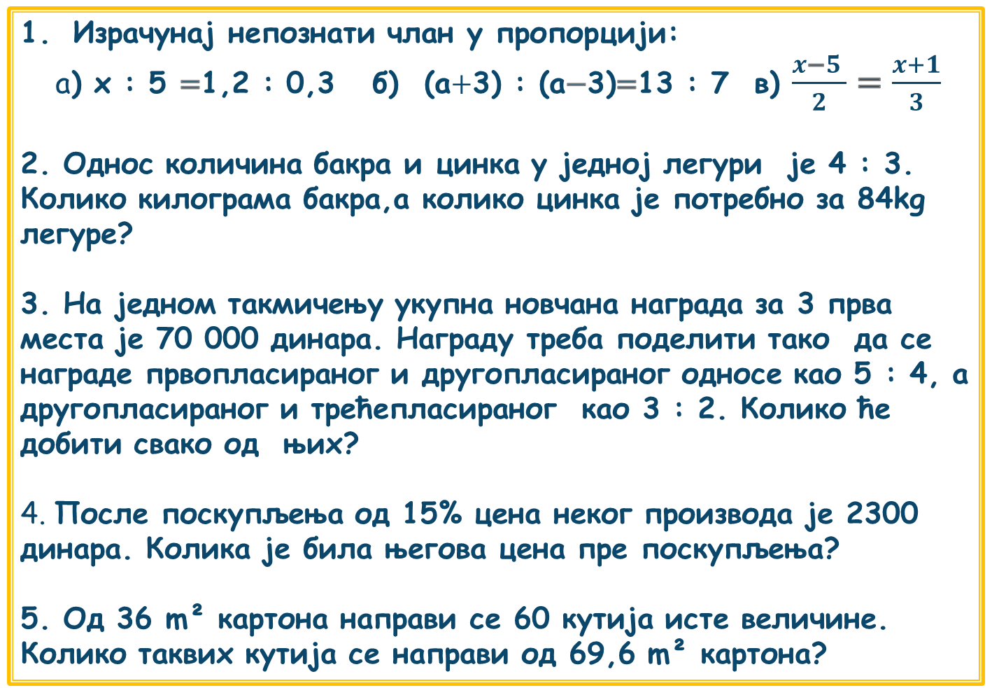 1. Израчунај непознати члан у пропорцији:
а) х : 5 =1,2 : 0,3 б) (а+3) : (а−3)=13 : 7 в) x−5/2 = x+1/3
2. Однос количина бакра и цинка у једној легури је 4 : 3.
Колико килограма бакра,а колико цинка је потребно за 84kg
легуре?
3. На једном такмичењу укупна новчана награда за 3 прва
места је 70 000 динара. Награду треба поделити тако да се
награде првопласираног и другопласираног односе као 5 : 4, а
другопласираног и трећепласираног као 3 : 2. Колико ће
добити свако од њих?
4. После поскупљења од 15% цена неког производа је 2300
динара. Колика је била његова цена пре поскупљења?
5. Од 36 m² картона направи се 60 кутија исте величине.
Колико таквих кутија се направи од 69,6 m² картона?